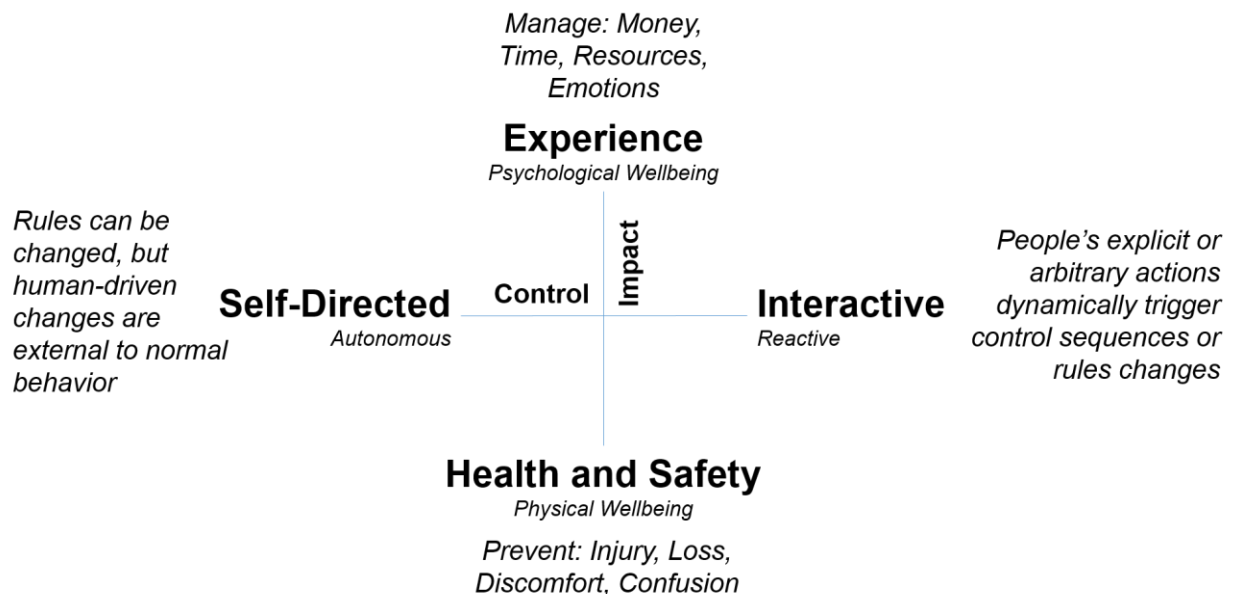 Manage: Money,
Time, Resources,
Emotions
Experience
Psychological Wellbeing
Rules can be
changed, but
human-driven
changes are
external to normal
behavior
Self-Directed
Autonomous
Control
Impact
Interactive
Reactive
People’s explicit or
arbitrary actions
dynamically trigger
control sequences or
rules changes
Health and Safety
Physical Wellbeing
Prevent: Injury, Loss,
Discomfort, Confusion